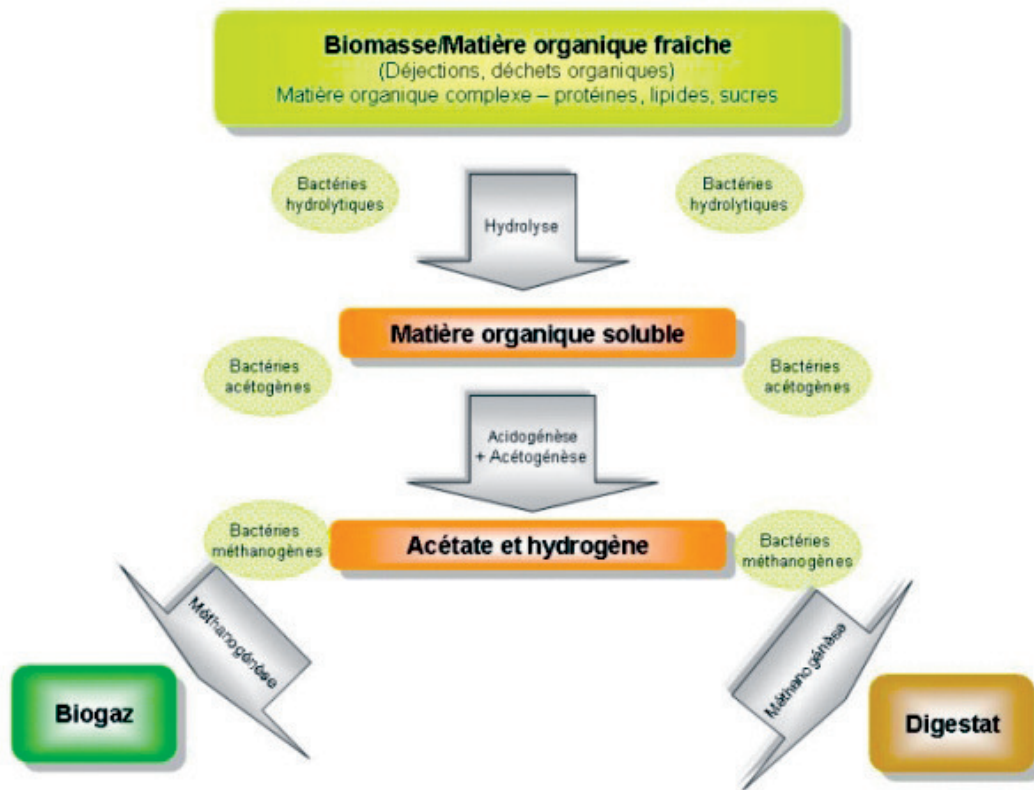 Biomasse/Matière organique fraîche
(Déjections, déchets organiques)
Matière organique complexe – protéines, lipides, sucres
Bactéries
hydrolytiques
Hydrolyse
Bactéries
hydrolytiques
Matière organique soluble
Bactéries
acétogènes
Bactéries
acétogènes
Acidogénèse
+ Acétogénèse
Bactéries
méthanogènes
Acétate et hydrogène
Bactéries
méthanogènes
Méthanogénèse
Méthanogénèse
Biogaz
Digestat